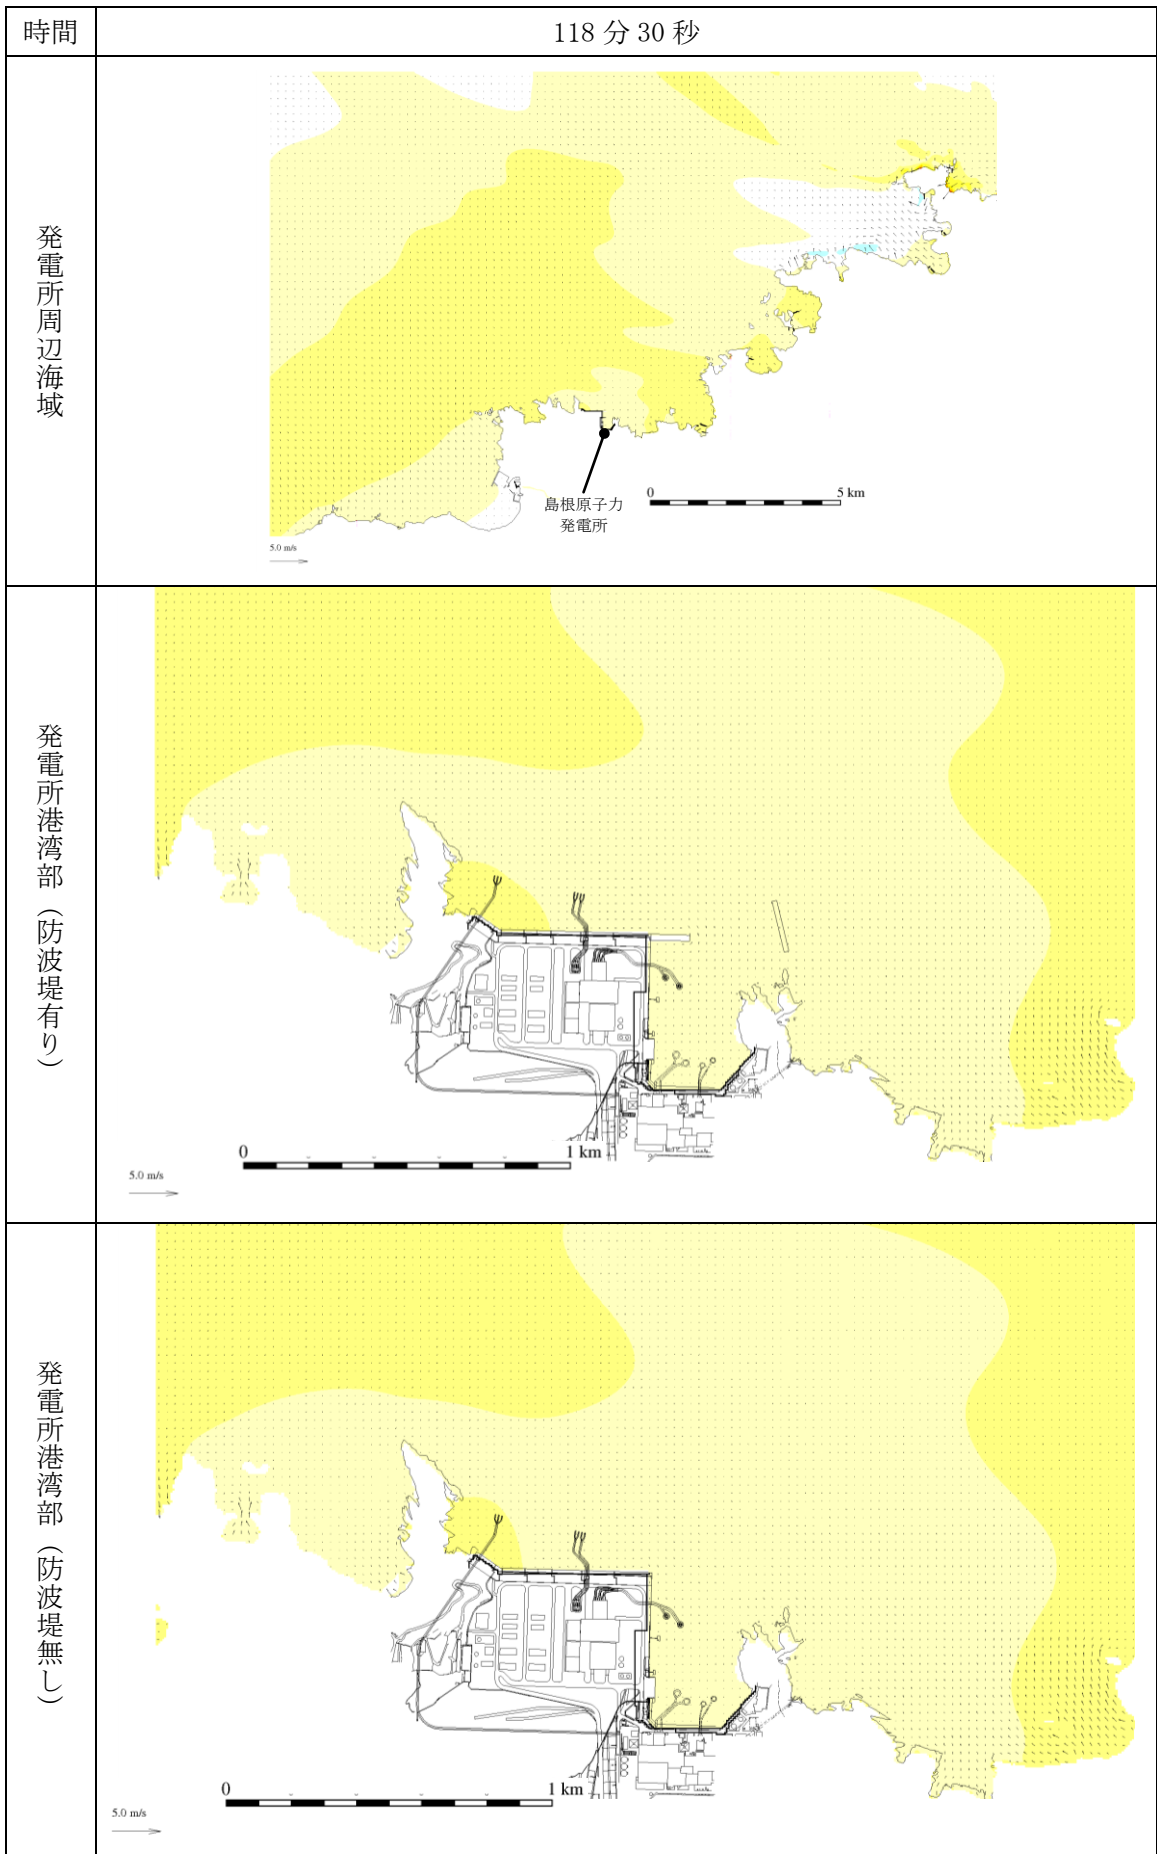 時間
118 分 30 秒
発電所周辺海域
島根原子力
発電所
0
5 km
5.0 m/s
発電所港湾部（防波堤有り）
0
1 km
5.0 m/s
発電所港湾部（防波堤無し）
0
1 km
5.0 m/s